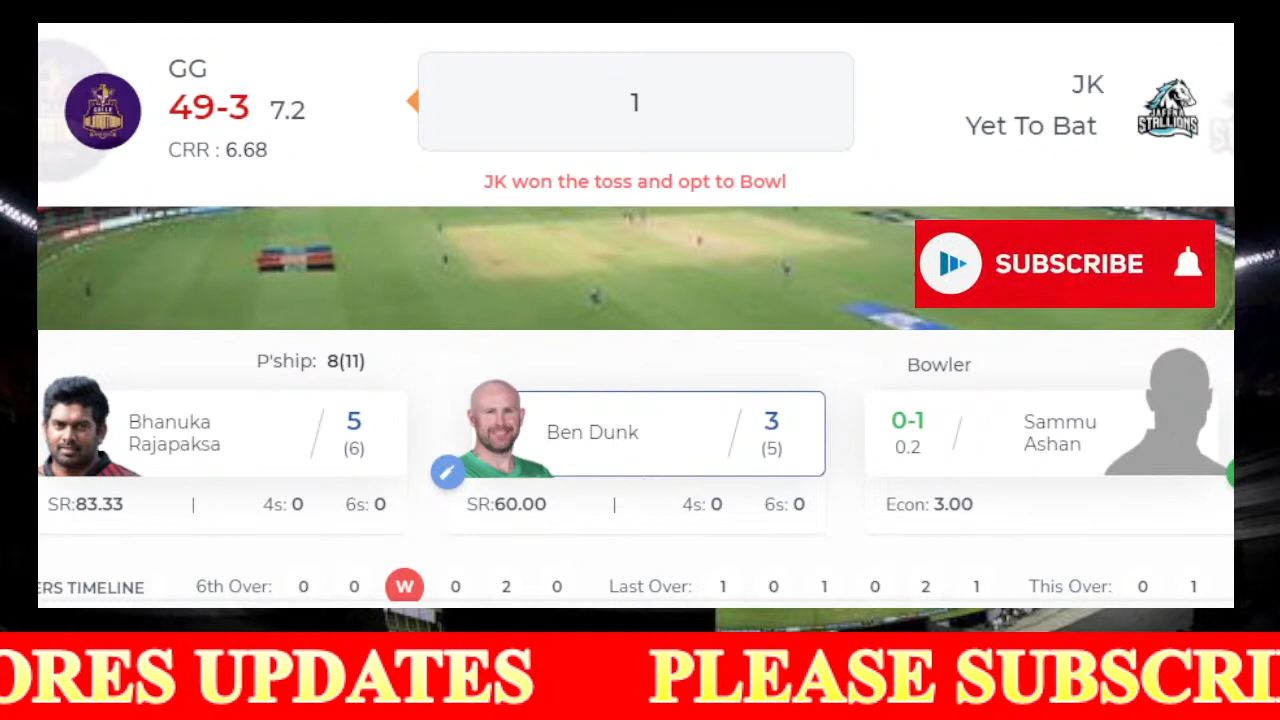 GG
49-3 7.2
CRR : 6.68
1
JK won the toss and opt to Bowl
JK
Yet To Bat
JAFFNA
STALLIONS
SUBSCRIBE
P'ship: 8(11)
Bowler
Bhanuka
Rajapaksa
5
(6)
Ben Dunk
3
(5)
0-1
0.2
Sammu
Ashan
SR:83.33 | 4s: 0 6s: 0
SR:60.00 | 4s: 0 6s: 0
Econ: 3.00
ERS TIMELINE 6th Over: 0 0 W 0 2 0 Last Over: 1 0 1 0 2 1 This Over: 0 1
ORES UPDATES PLEASE SUBSCRI